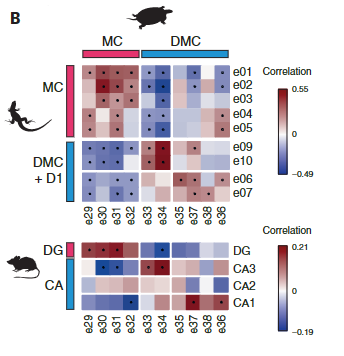 B
MC DMC
MC
DMC
+ D1
e01
e02
e03
e04
e05
e09
e10
e06
e07
e29 e30 e31 e32 e33 e34 e35 e37 e38 e36
Correlation
0.55
0
−0.49
DG
CA
DG
CA3
CA2
CA1
e29 e30 e31 e32 e33 e34 e35 e37 e38 e36
Correlation
0.21
0
−0.19